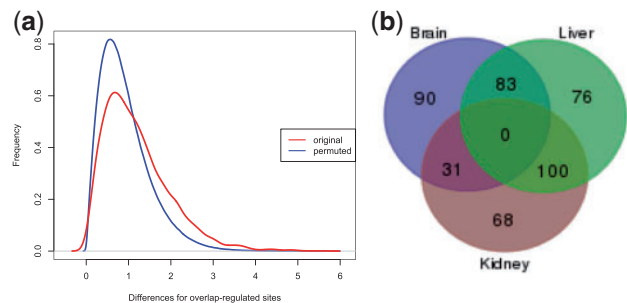 (a)
Frequency
0.8
0.6
0.4
0.2
0.0
original
permuted
0 1 2 3 4 5 6
Differences for overlap-regulated sites
(b)
Brain
Liver
90
83
76
0
31
100
68
Kidney